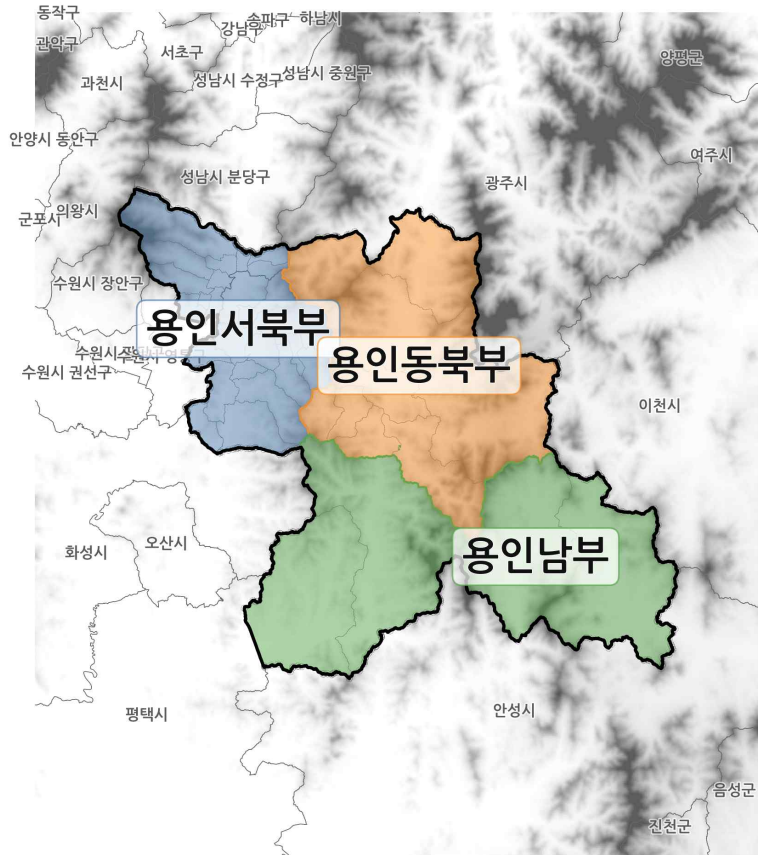 동작구
송파구
하남시
강남구
관악구
서초구
양평군
과천시
성남시 수정구
성남시 중원구
안양시 동안구
여주시
성남시 분당구
광주시
의왕시
군포시
수원시 장안구
용인서북부
수원시
용인동북부
수원시 권선구
이천시
오산시
화성시
용인남부
안성시
평택시
음성군
진천군